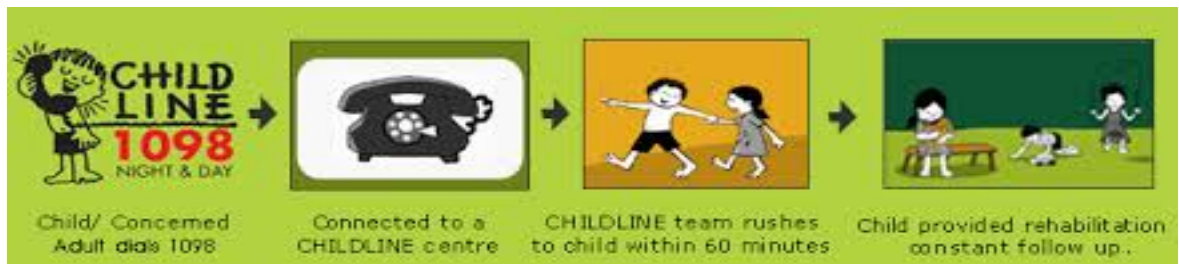 CHILD
LINE
1098
NIGHT & DAY
Child/ Concerned
Adult dials 1098
Connected to a
CHILDLINE centre
CHILDLINE team rushes
to child within 60 minutes
Child provided rehabilitation
constant follow up.